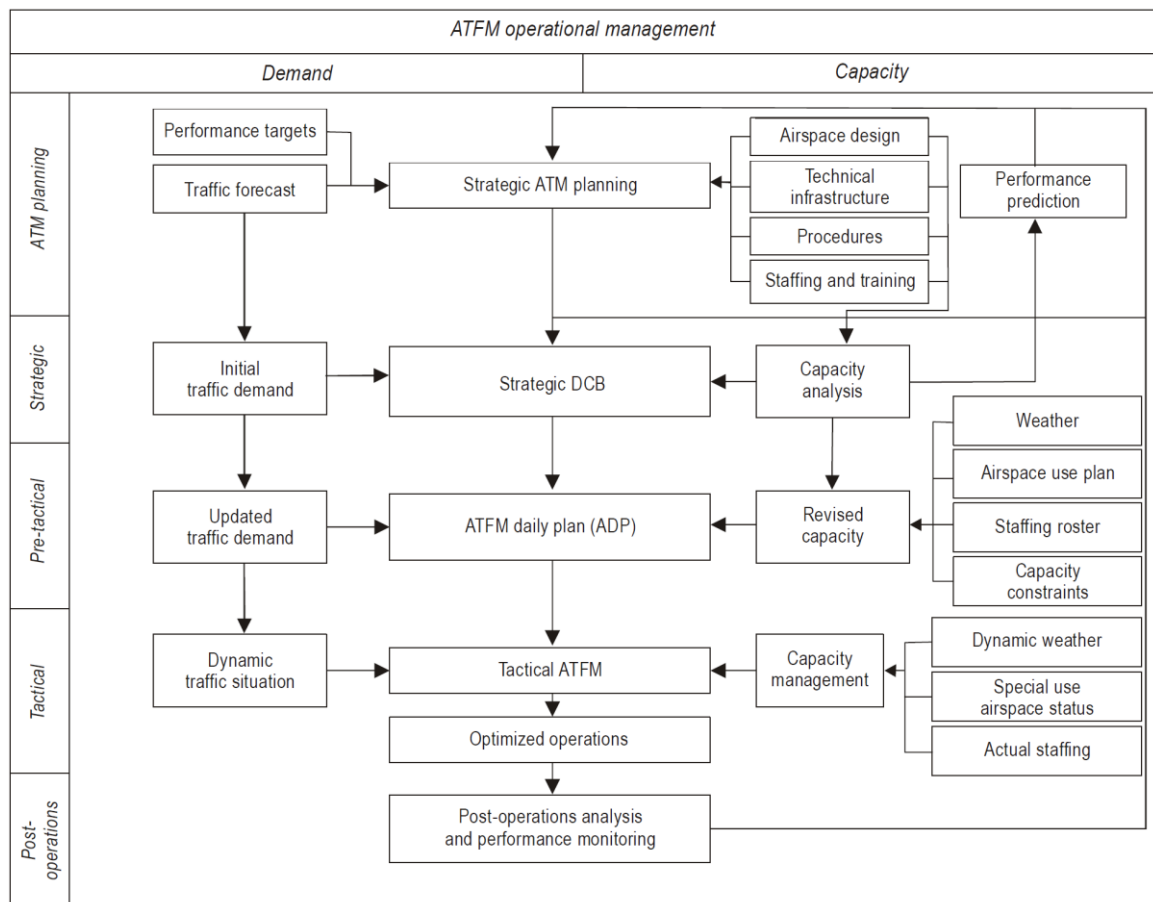 ATFM operational management
Demand
Capacity
ATM planning
Performance targets
Traffic forecast
Strategic ATM planning
Airspace design
Technical
infrastructure
Procedures
Staffing and training
Performance
prediction
Strategic
Initial
traffic demand
Strategic DCB
Capacity
analysis
Pre-tactical
Updated
traffic demand
ATFM daily plan (ADP)
Revised
capacity
Weather
Airspace use plan
Staffing roster
Capacity
constraints
Tactical
Dynamic
traffic situation
Tactical ATFM
Capacity
management
Dynamic weather
Special use
airspace status
Actual staffing
Optimized operations
Post-
operations
Post-operations analysis
and performance monitoring